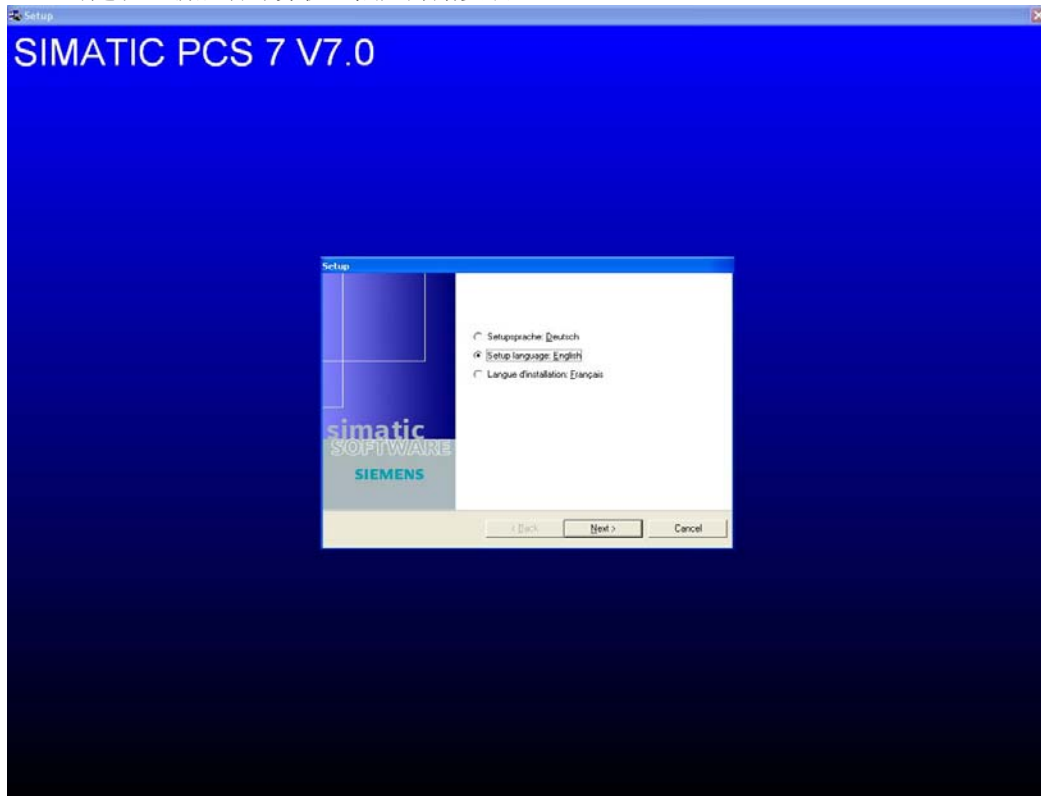 Setup
SIMATIC PCS 7 V7.0
Setup
Setupsprache: Deutsch
Setup language: English
Langue d'installation: Français
simatic
SOFTWARE
SIEMENS
< Back
Next >
Cancel